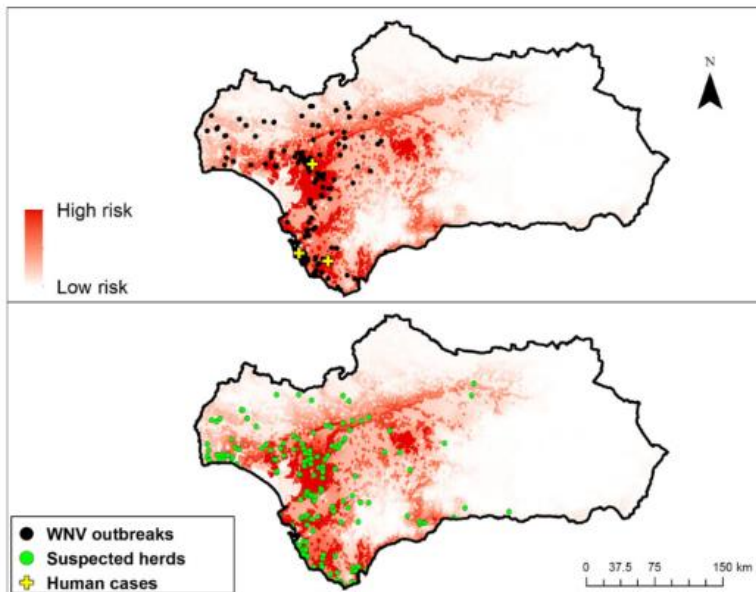 N
High risk
Low risk
WNV outbreaks
Suspected herds
Human cases
0 37.5 75 150 km